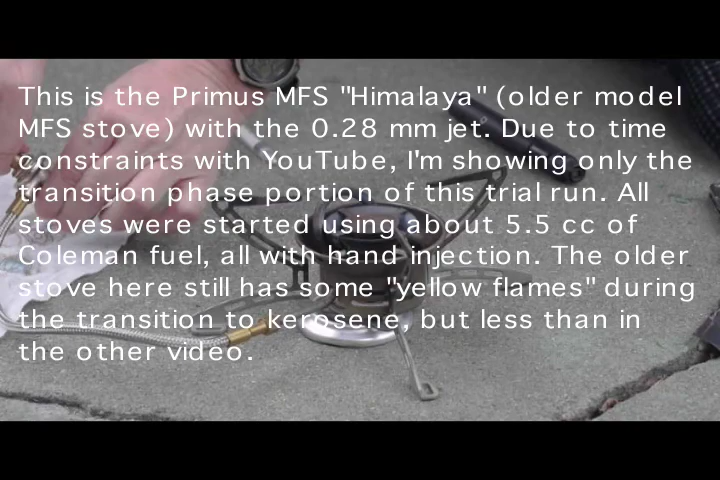 This is the Primus MFS "Himalaya" (older model
MFS stove) with the 0.28 mm jet. Due to time
constraints with YouTube, I'm showing only the
transition phase portion of this trial run. All
stoves were started using about 5.5 cc of
Coleman fuel, all with hand injection. The older
stove here still has some "yellow flames" during
the transition to kerosene, but less than in
the other video.